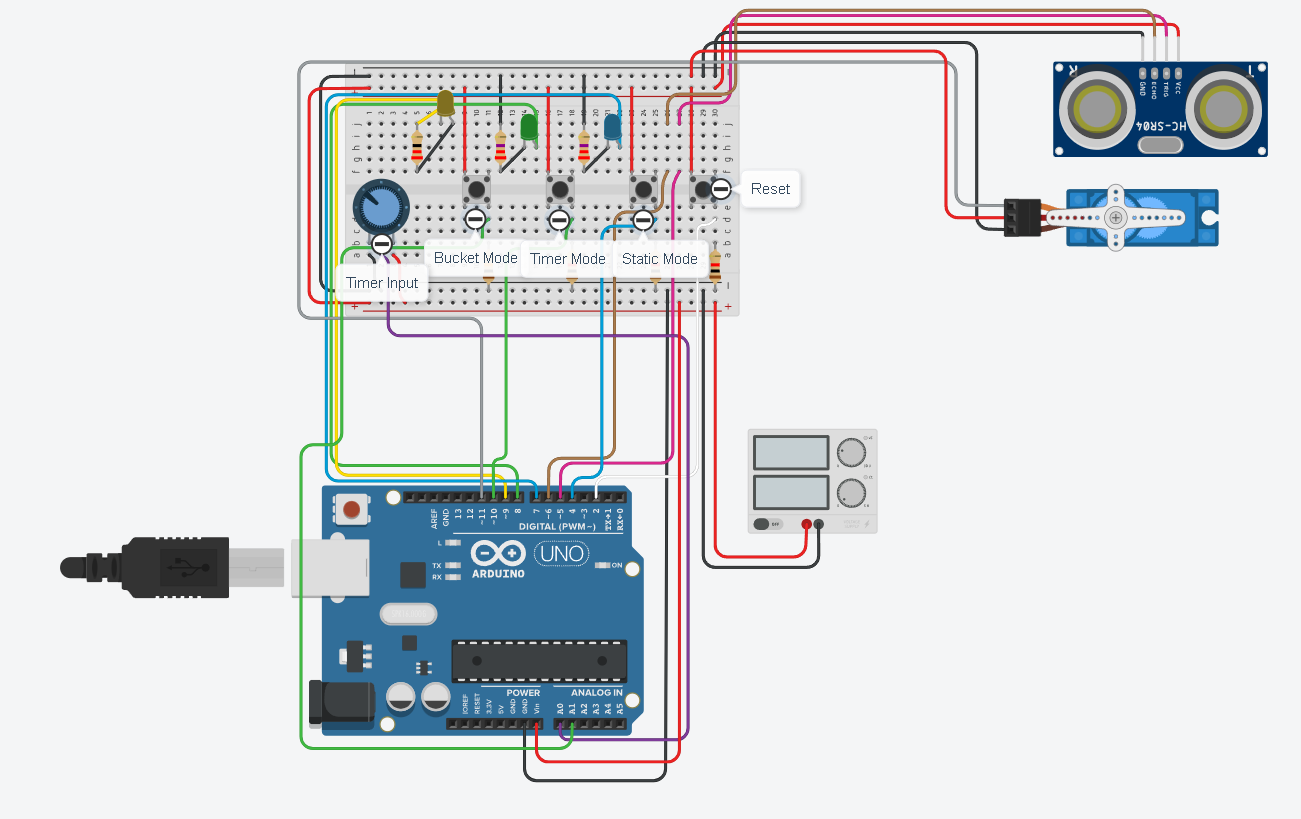 R
T
GND
ECHO
TRIG
VCC
HC-SR04
Reset
Bucket Mode
Timer Mode
Static Mode
Timer Input
AREF
GND
13
12
~11
~10
~9
8
7
~6
~5
4
~3
2
TX→1
RX←0
DIGITAL (PWM~)
L
TX
RX
ARDUINO
UNO
ON
OFF
POWER
ANALOG IN
IOREF
RESET
3.3V
5V
GND
GND
Vin
A0
A1
A2
A3
A4
A5